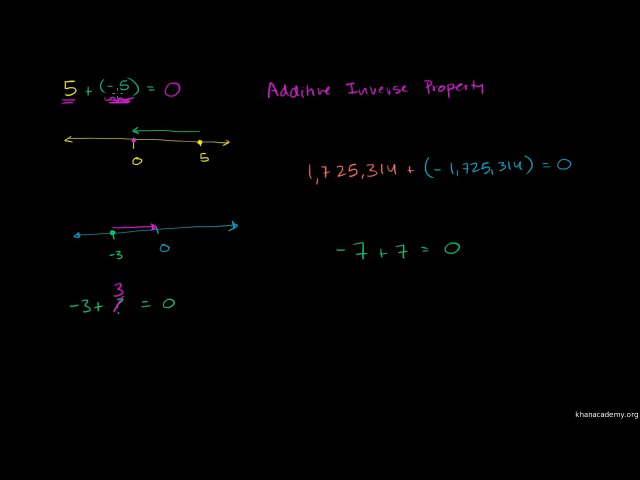 5 + (-5) = 0
Additive Inverse Property
0 5
1,725,314 + (-1,725,314) = 0
-3 0
-7 + 7 = 0
3
-3 + ? = 0
khanacademy.org